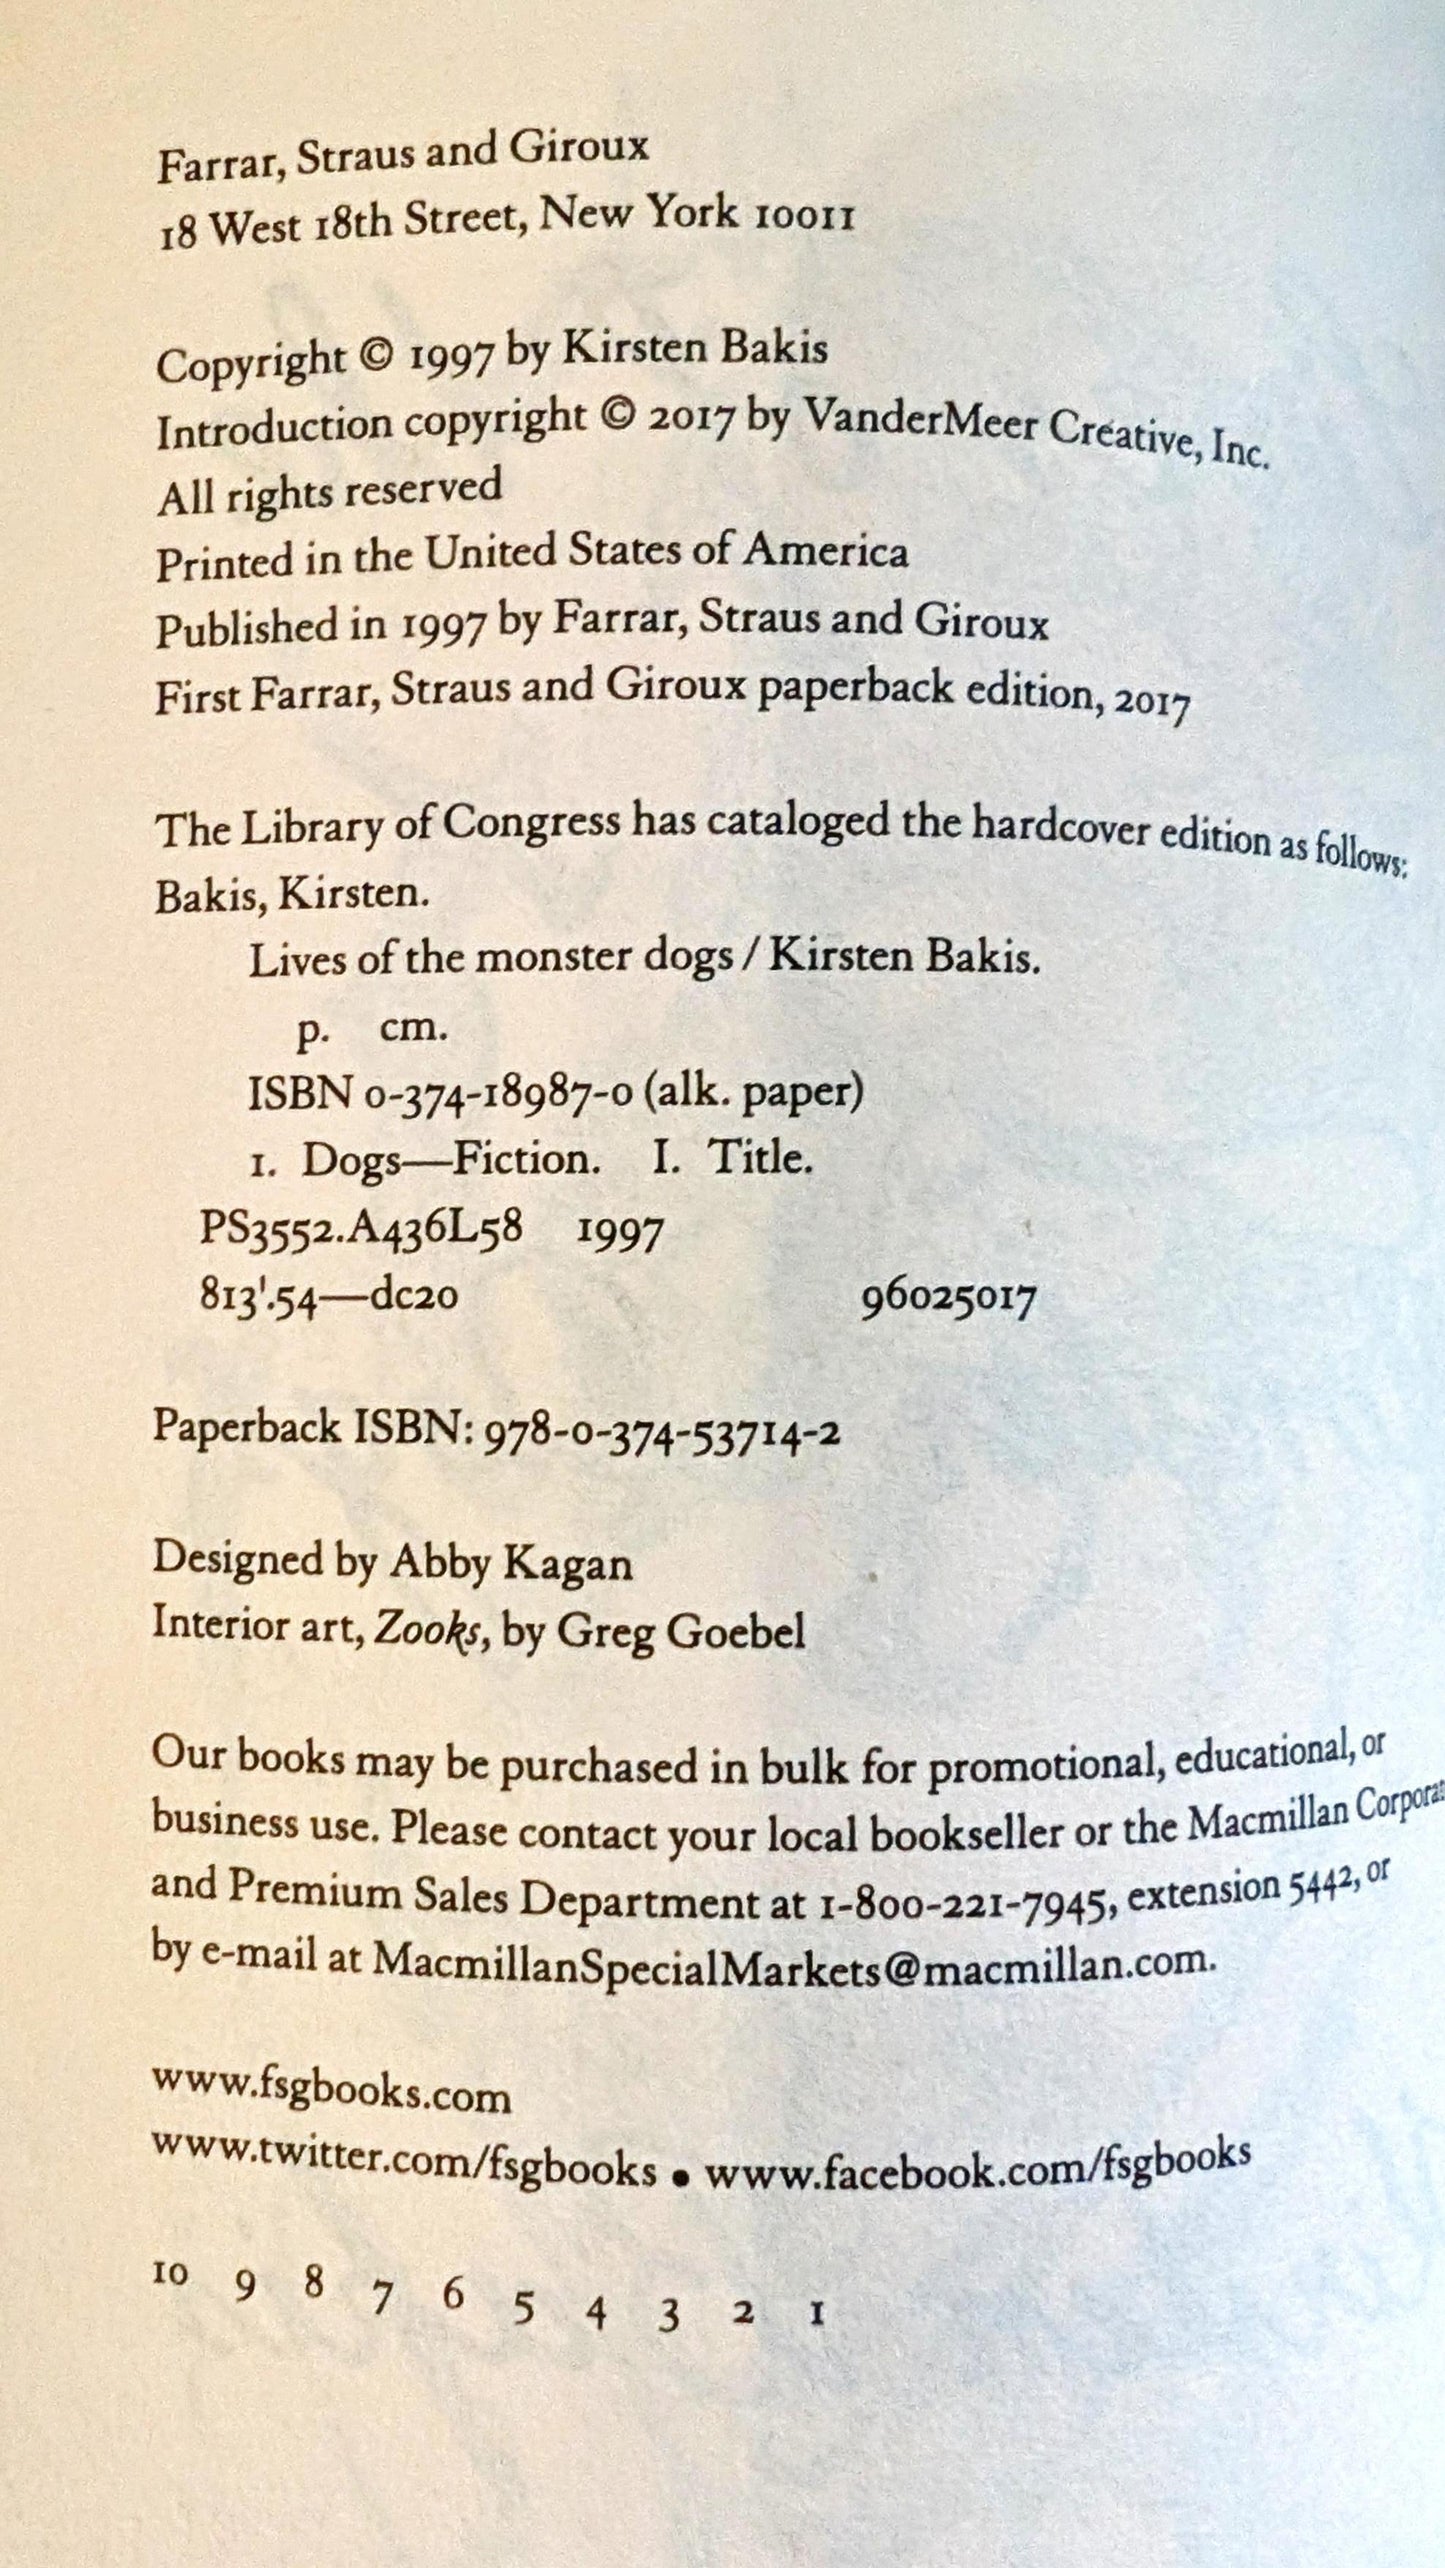 Farrar, Straus and Giroux
18 West 18th Street, New York 10011
Copyright © 1997 by Kirsten Bakis
Introduction copyright © 2017 by VanderMeer Creative, Inc.
All rights reserved
Printed in the United States of America
Published in 1997 by Farrar, Straus and Giroux
First Farrar, Straus and Giroux paperback edition, 2017
The Library of Congress has cataloged the hardcover edition as follows:
Bakis, Kirsten.
Lives of the monster dogs / Kirsten Bakis.
p. cm.
ISBN 0-374-18987-0 (alk. paper)
1. Dogs—Fiction. I. Title.
PS3552.A436L58 1997
813'.54—dc20 96025017
Paperback ISBN: 978-0-374-53714-2
Designed by Abby Kagan
Interior art, Zooks, by Greg Goebel
Our books may be purchased in bulk for promotional, educational, or
business use. Please contact your local bookseller or the Macmillan
and Premium Sales Department at 1-800-221-7945, extension 5442, or
by e-mail at MacmillanSpecialMarkets@macmillan.com.
www.fsgbooks.com
www.twitter.com/fsgbooks • www.facebook.com/fsgbooks
10 9 8 7 6 5 4 3 2 1